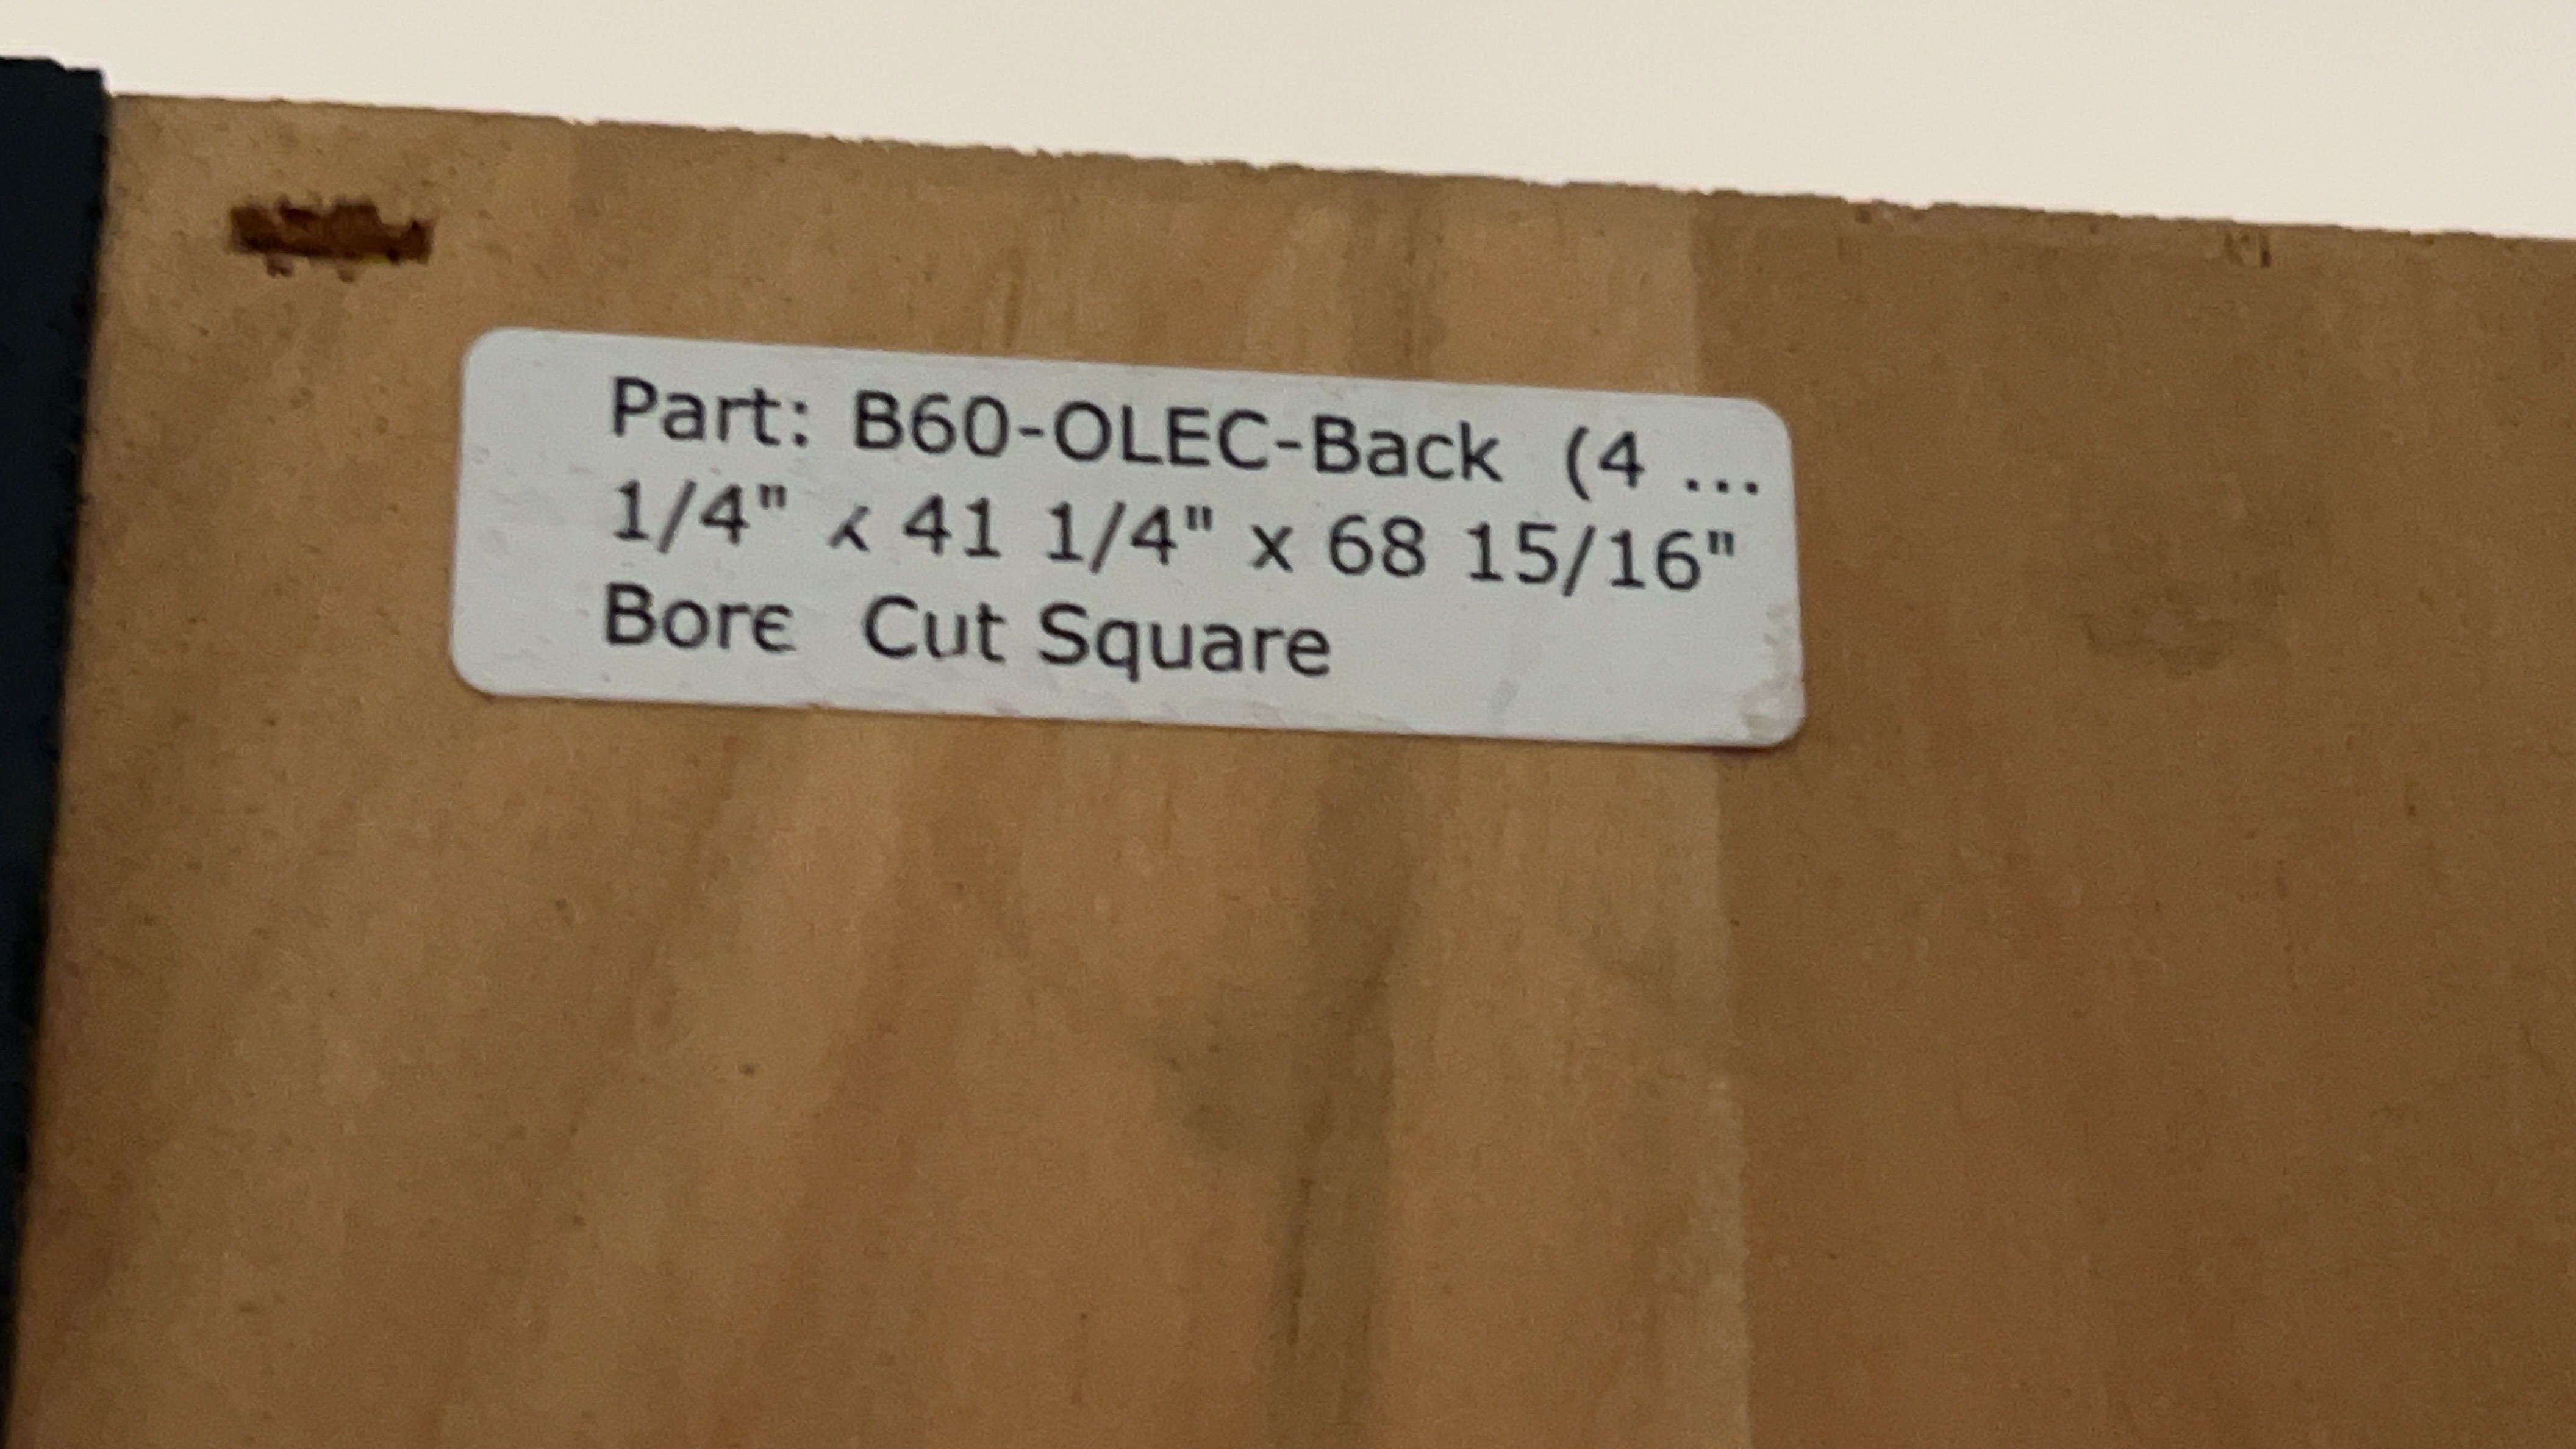 Part: B60-OLEC-Back (4 ...
1/4" x 41 1/4" x 68 15/16"
Bore Cut Square